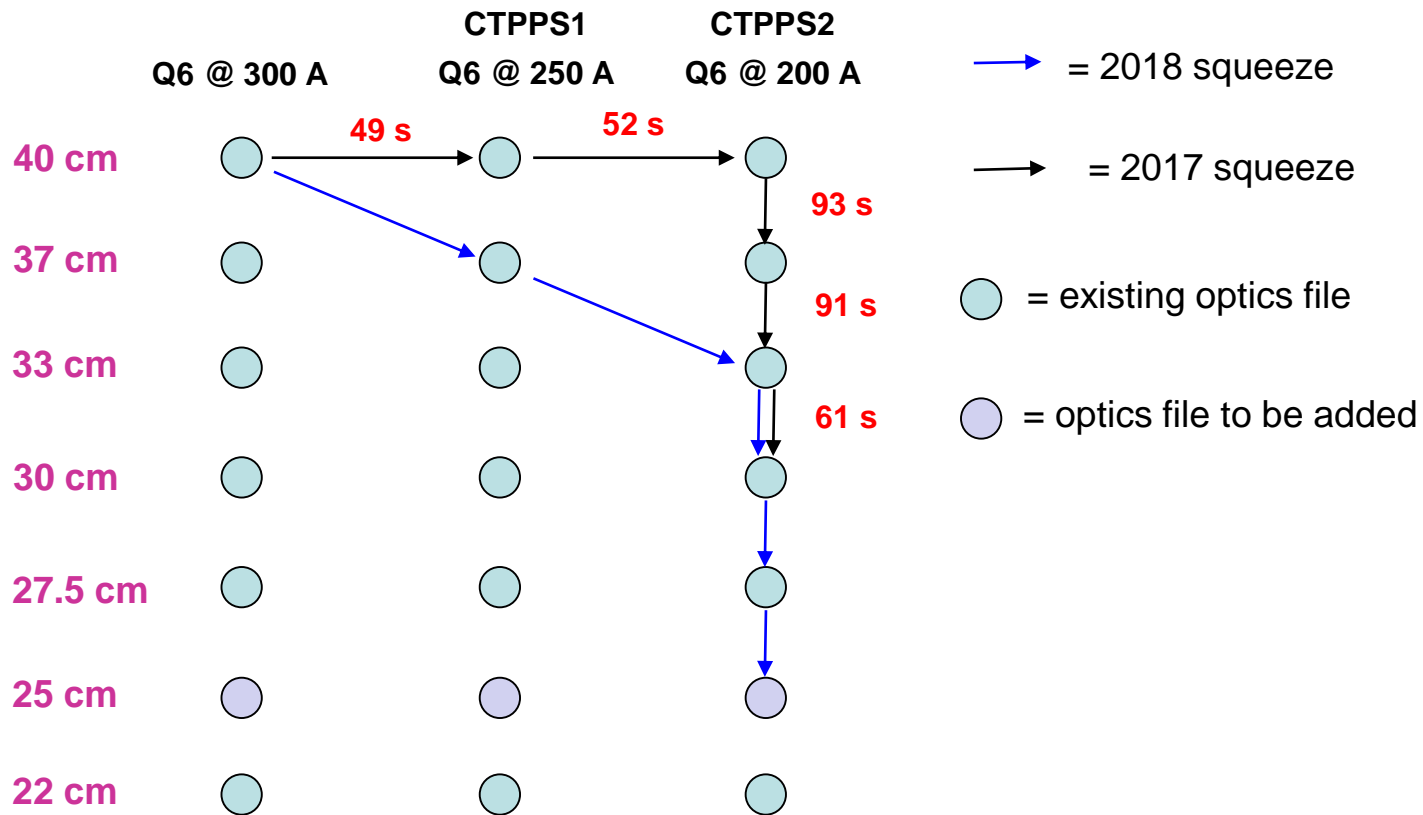 CTPPS1 CTPPS2
Q6 @ 300 A Q6 @ 250 A Q6 @ 200 A
= 2018 squeeze
49 s 52 s
40 cm
= 2017 squeeze
93 s
37 cm
91 s
= existing optics file
33 cm
61 s
= optics file to be added
30 cm
27.5 cm
25 cm
22 cm